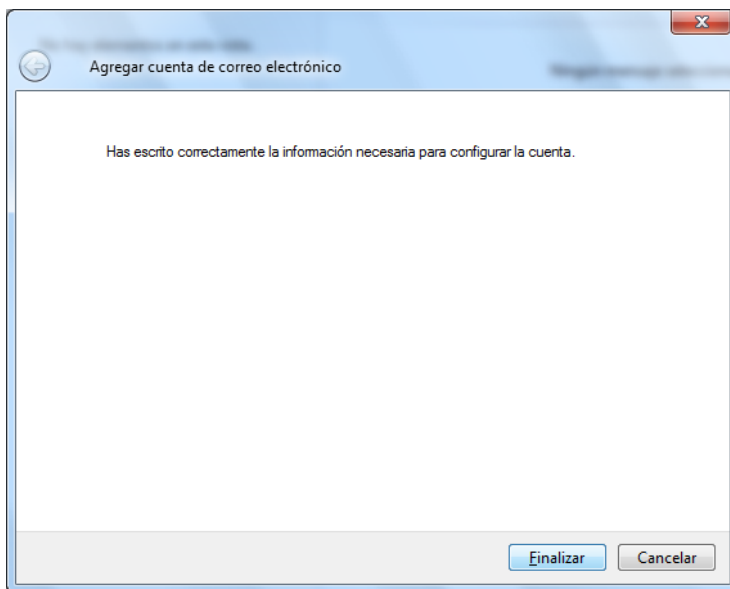 Agregar cuenta de correo electrónico
Has escrito correctamente la información necesaria para configurar la cuenta.
Finalizar
Cancelar